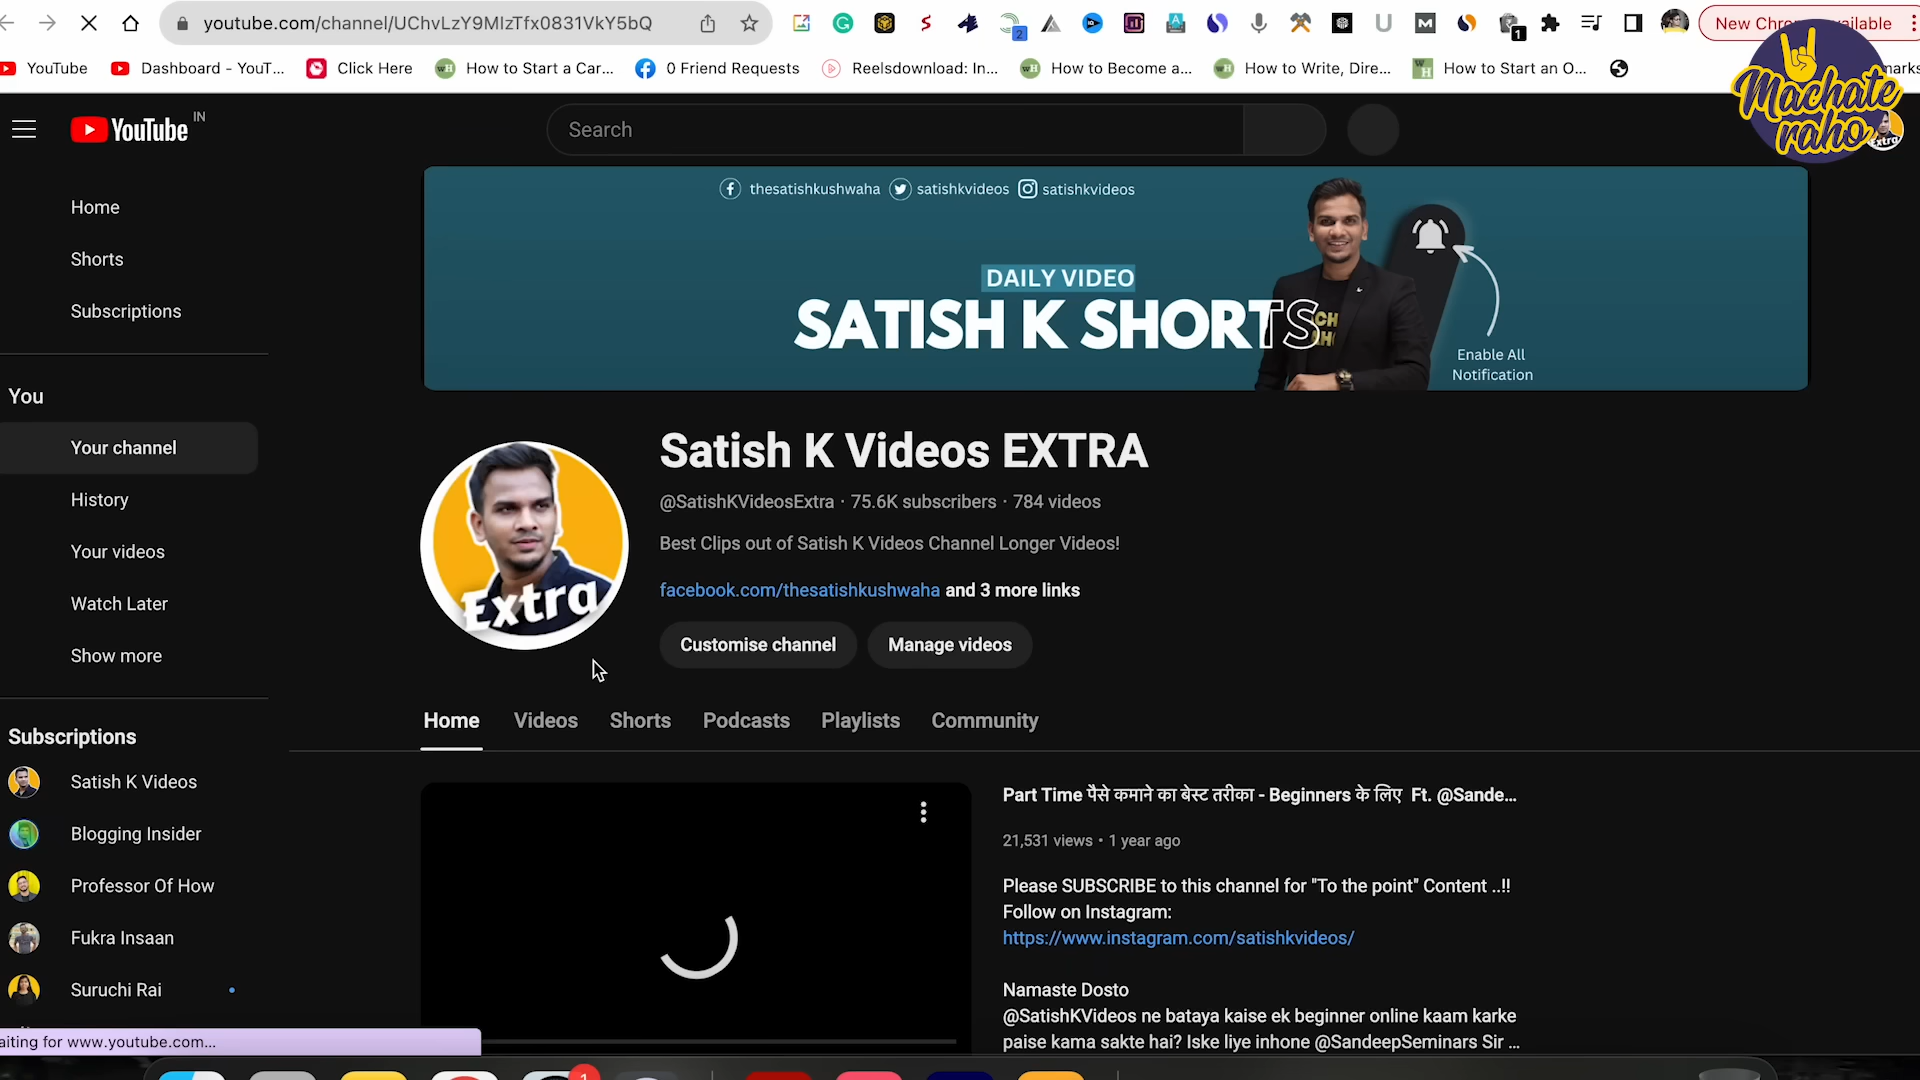 youtube.com/channel/UChvLzY9MIzTfx0831VkY5bQ
2
1
New Chr
ailable
YouTube
Dashboard - YouT...
Click Here
How to Start a Car...
0 Friend Requests
Reelsdownload: In...
How to Become a...
How to Write, Dire...
How to Start an O...
marks
Machate
raho
YouTube IN
Search
Extra
Home
Shorts
Subscriptions
You
Your channel
History
Your videos
Watch Later
Show more
Subscriptions
Satish K Videos
Blogging Insider
Professor Of How
Fukra Insaan
Suruchi Rai
thesatishkushwaha satishkvideos satishkvideos
DAILY VIDEO
SATISH K SHORTS
Enable All
Notification
Extra
Satish K Videos EXTRA
@SatishKVideosExtra · 75.6K subscribers · 784 videos
Best Clips out of Satish K Videos Channel Longer Videos!
facebook.com/thesatishkushwaha and 3 more links
Customise channel
Manage videos
Home Videos Shorts Podcasts Playlists Community
Part Time पैसे कमाने का बेस्ट तरीका - Beginners के लिए Ft. @Sande...
21,531 views • 1 year ago
Please SUBSCRIBE to this channel for "To the point" Content ..!!
Follow on Instagram:
https://www.instagram.com/satishkvideos/
Namaste Dosto
@SatishKVideos ne bataya kaise ek beginner online kaam karke
paise kama sakte hai? Iske liye inhone @SandeepSeminars Sir ...
aiting for www.youtube.com...
1